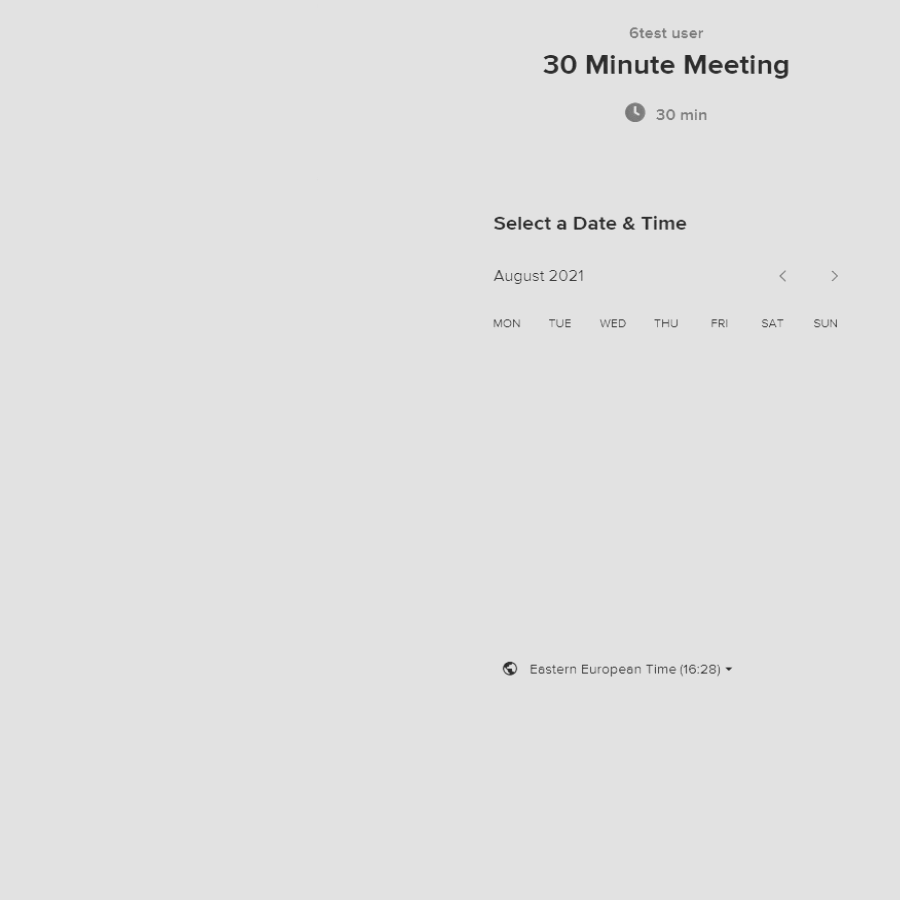 6test user
30 Minute Meeting
30 min
Select a Date & Time
August 2021
MON TUE WED THU FRI SAT SUN
Eastern European Time (16:28)